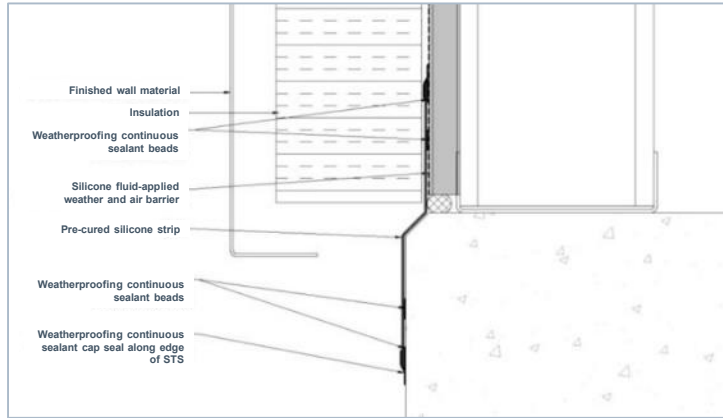 Finished wall material
Insulation
Weatherproofing continuous
sealant beads
Silicone fluid-applied
weather and air barrier
Pre-cured silicone strip
Weatherproofing continuous
sealant beads
Weatherproofing continuous
sealant cap seal along edge
of STS